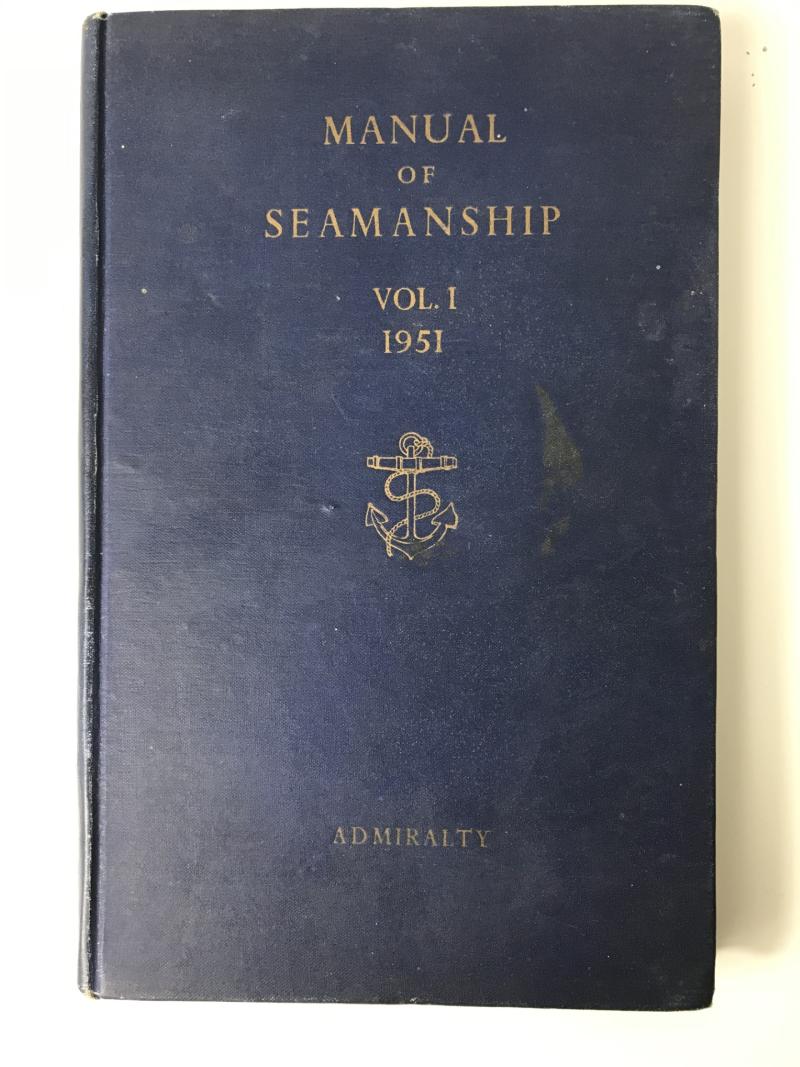 MANUAL
OF
SEAMANSHIP
VOL. I
1951
ADMIRALTY